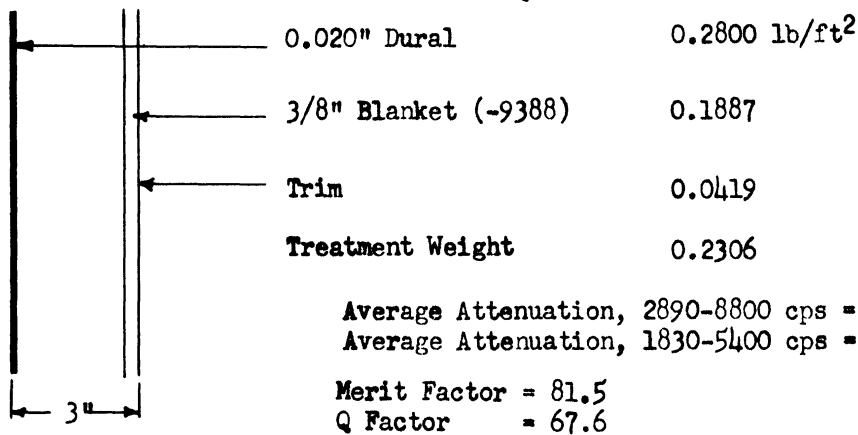 0.020" Dural 0.2800 lb/ft²
3/8" Blanket (-9388) 0.1887
Trim 0.0419
Treatment Weight 0.2306
Average Attenuation, 2890-8800 cps =
Average Attenuation, 1830-5400 cps =
Merit Factor = 81.5
3" Q Factor = 67.6